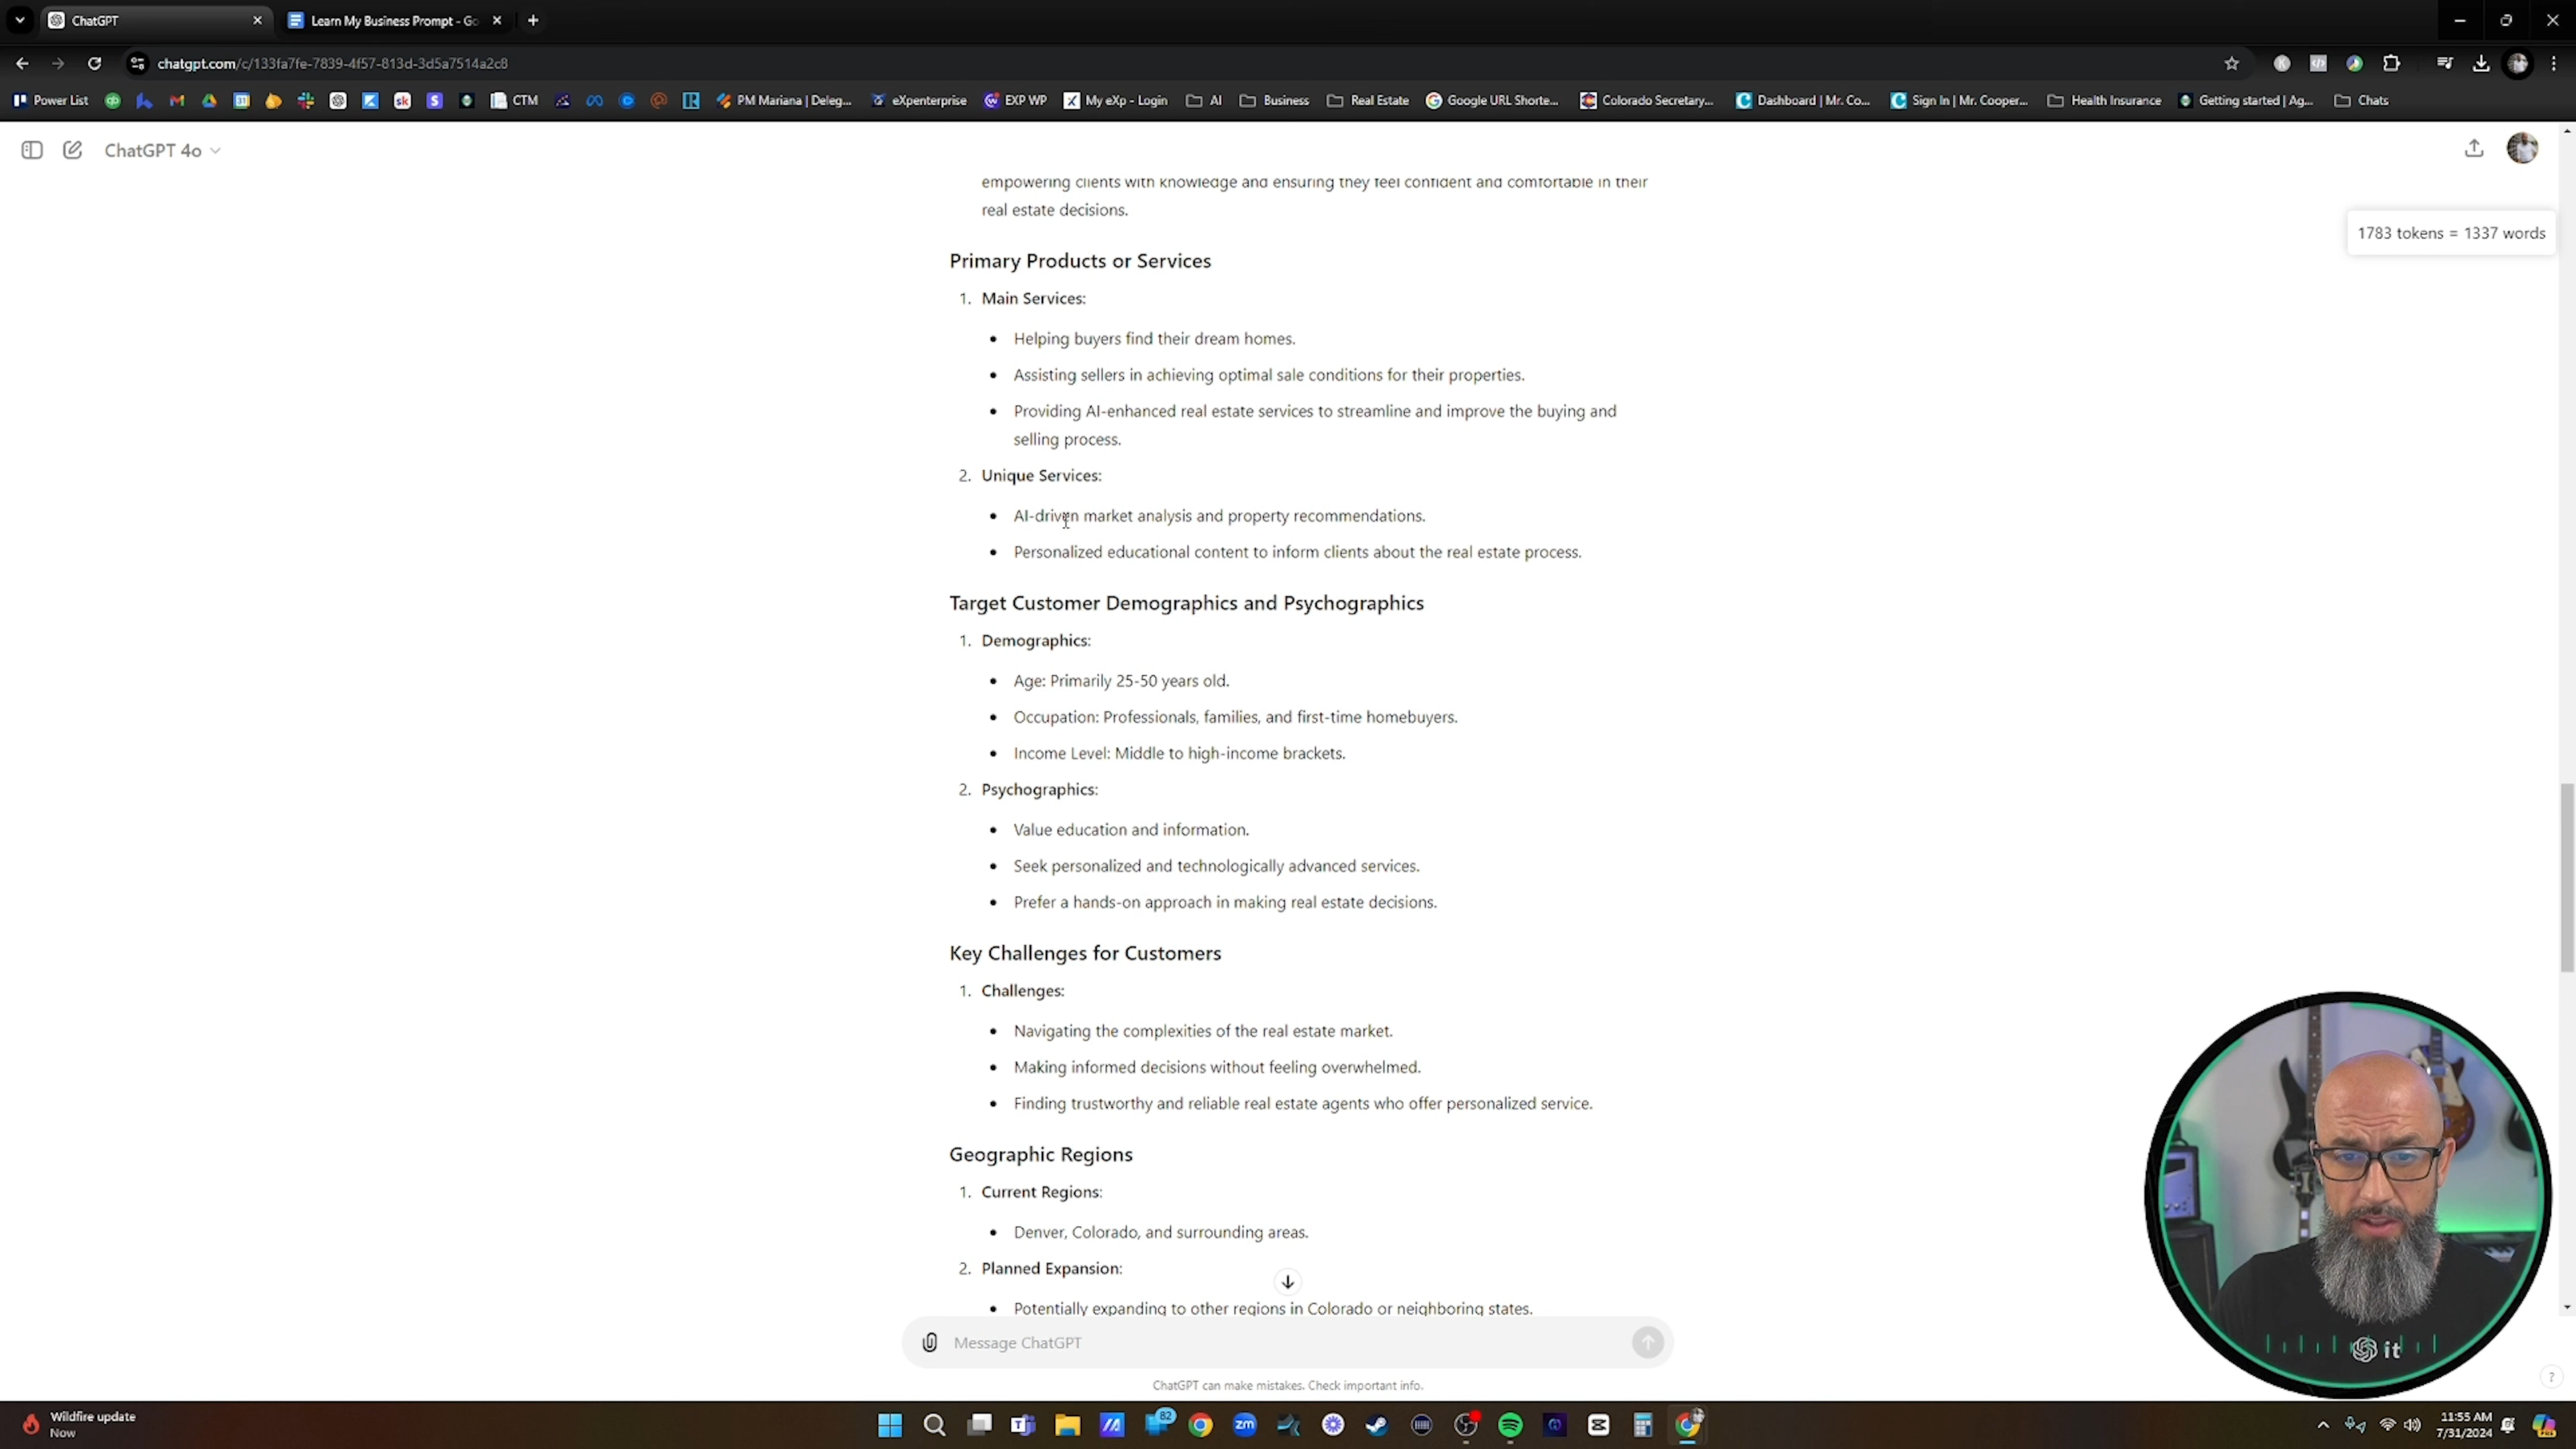 ChatGPT
Learn My Business Prompt - Go
chatgpt.com/c/133fa7fe-7839-4f57-813d-3d5a7514a2c8
Power List
CTM
PM Mariana | Deleg...
eXpenterprise
EXP WP
My eXp - Login
AI
Business
Real Estate
Google URL Shorte...
Colorado Secretary...
Dashboard | Mr. Co...
Sign In | Mr. Cooper...
Health Insurance
Getting started | Ag...
Chats
ChatGPT 4o
empowering clients with knowledge and ensuring they feel confident and comfortable in their
real estate decisions.
1783 tokens = 1337 words
Primary Products or Services
1. Main Services:
• Helping buyers find their dream homes.
• Assisting sellers in achieving optimal sale conditions for their properties.
• Providing AI-enhanced real estate services to streamline and improve the buying and
selling process.
2. Unique Services:
• AI-driven market analysis and property recommendations.
• Personalized educational content to inform clients about the real estate process.
Target Customer Demographics and Psychographics
1. Demographics:
• Age: Primarily 25-50 years old.
• Occupation: Professionals, families, and first-time homebuyers.
• Income Level: Middle to high-income brackets.
2. Psychographics:
• Value education and information.
• Seek personalized and technologically advanced services.
• Prefer a hands-on approach in making real estate decisions.
Key Challenges for Customers
1. Challenges:
• Navigating the complexities of the real estate market.
• Making informed decisions without feeling overwhelmed.
• Finding trustworthy and reliable real estate agents who offer personalized service.
Geographic Regions
1. Current Regions:
• Denver, Colorado, and surrounding areas.
2. Planned Expansion:
• Potentially expanding to other regions in Colorado or neighboring states.
Message ChatGPT
ChatGPT can make mistakes. Check important info.
it
?
Wildfire update
Now
82
zm
11:55 AM
7/31/2024